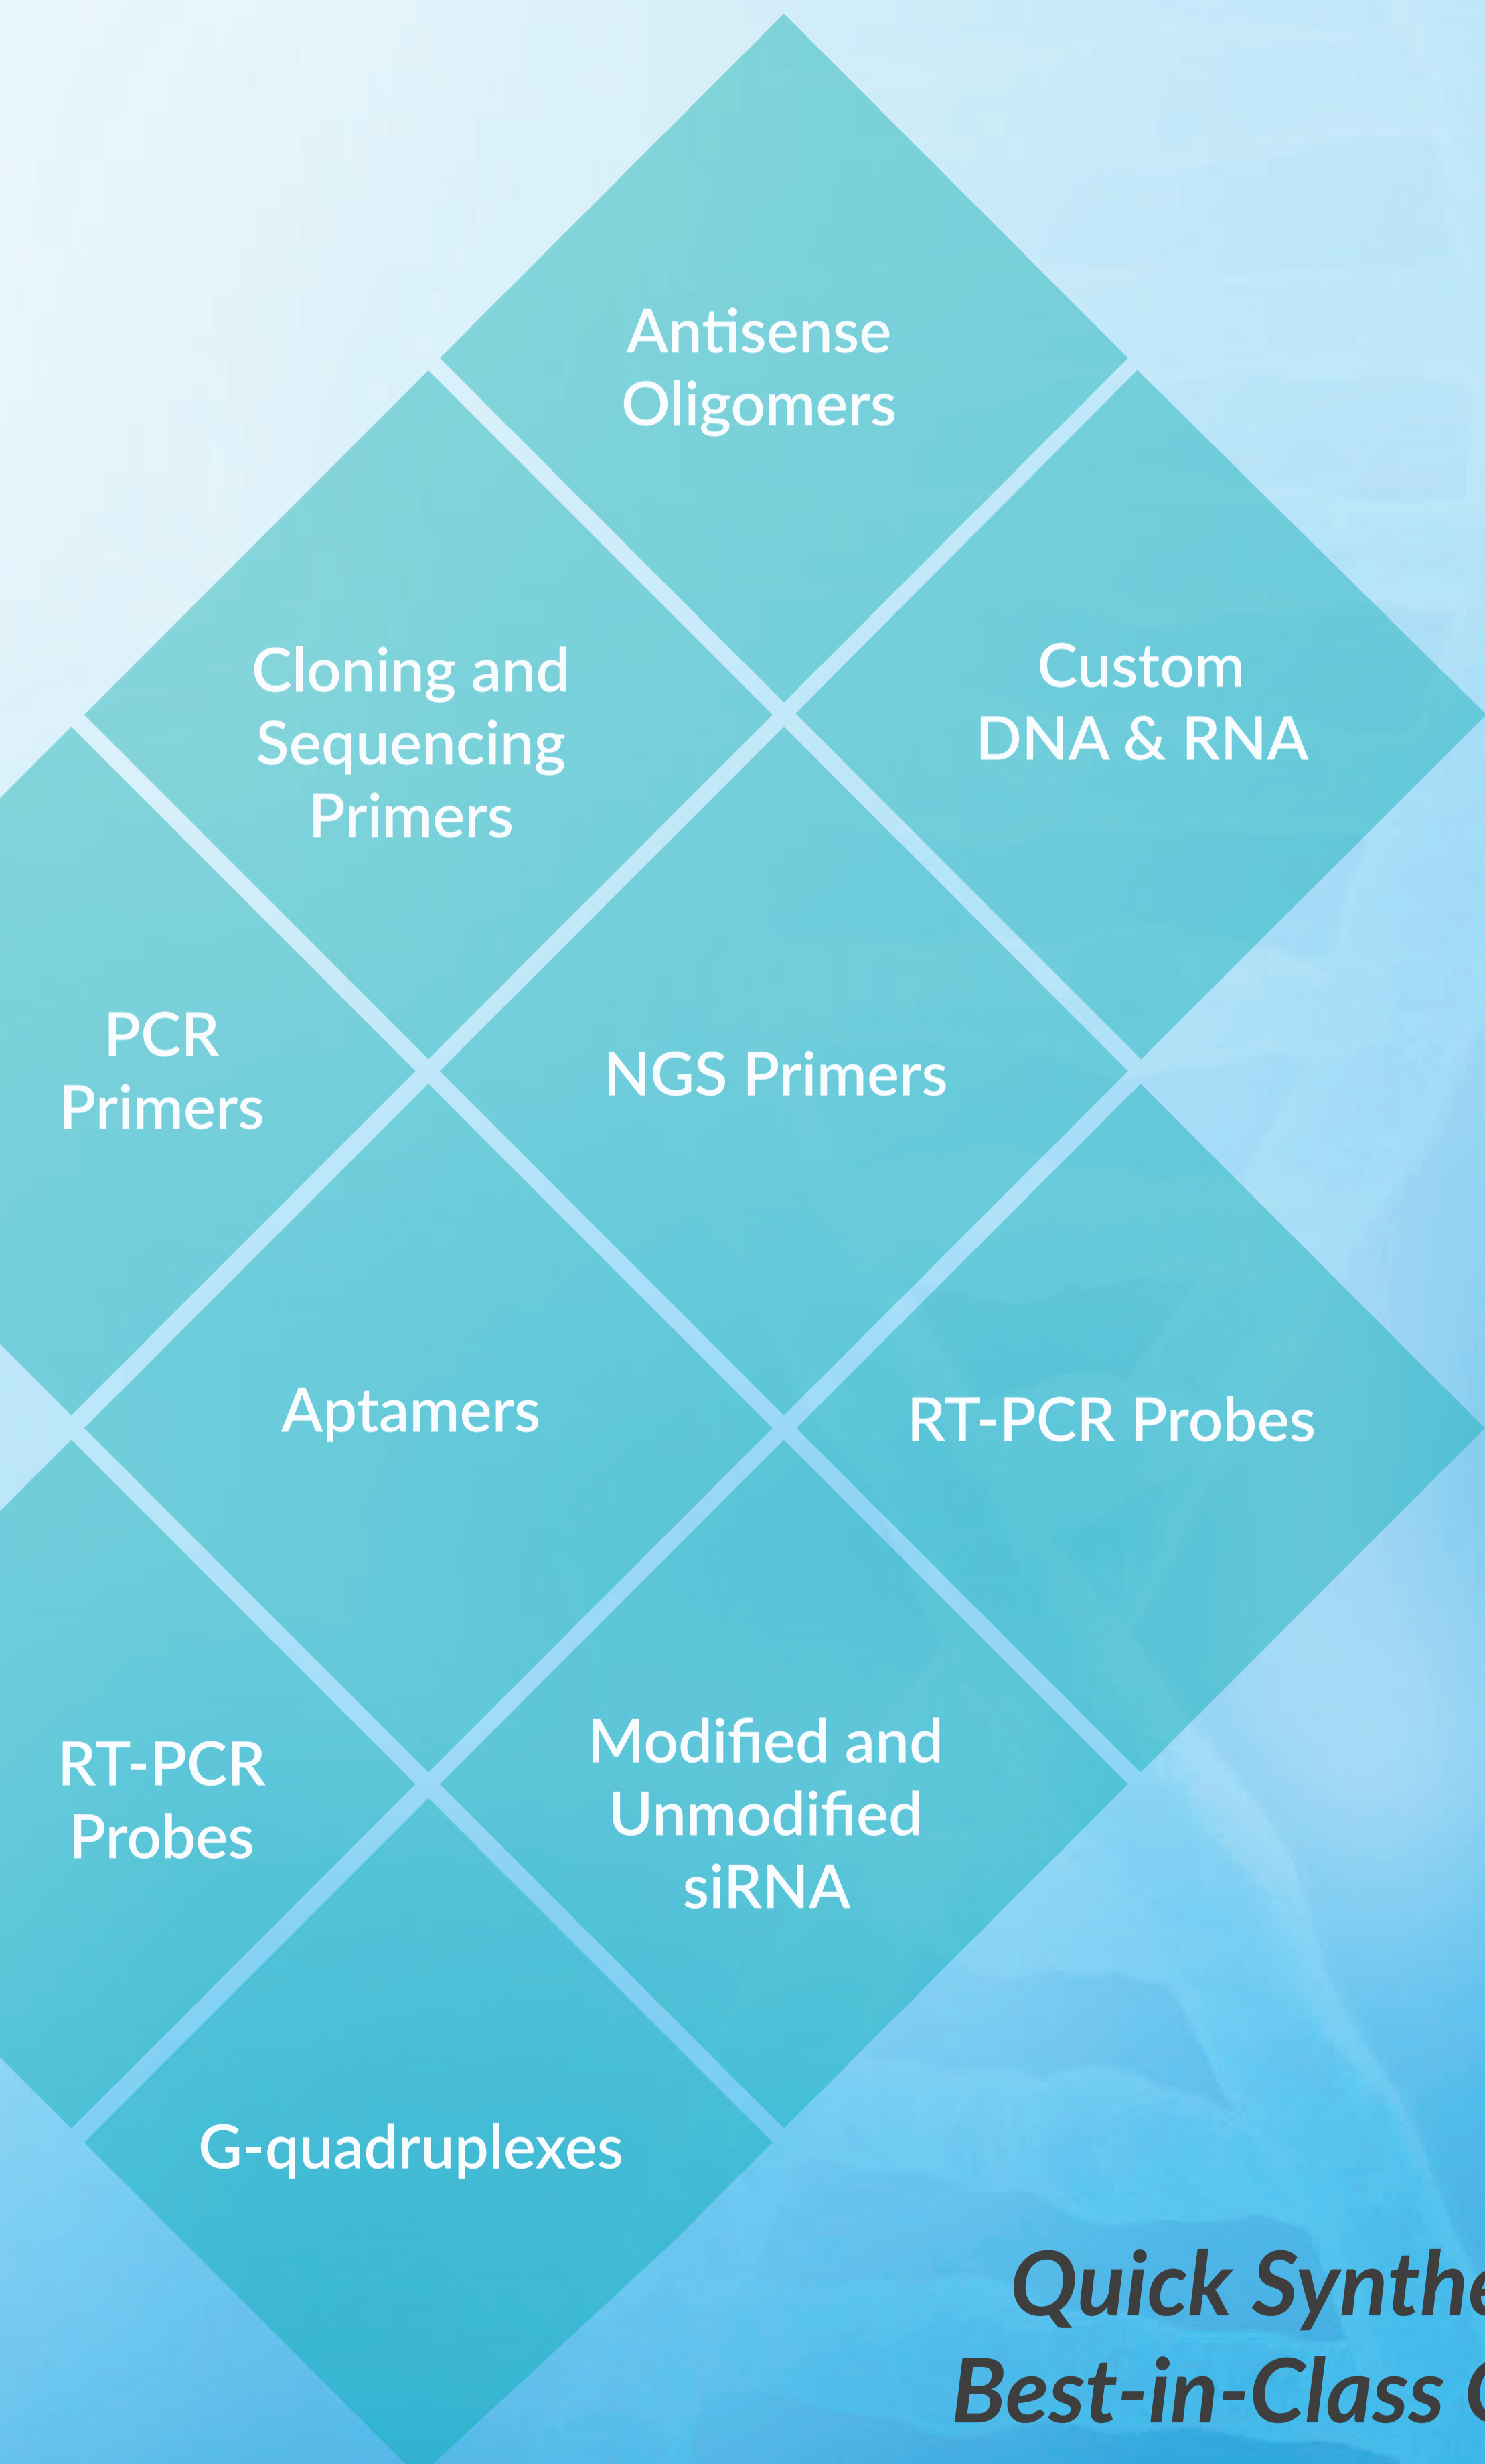 Antisense
Oligomers
Cloning and
Sequencing
Primers
Custom
DNA & RNA
PCR
Primers
NGS Primers
Aptamers
RT-PCR Probes
RT-PCR
Probes
Modified and
Unmodified
siRNA
G-quadruplexes
Quick
Best-in-Class